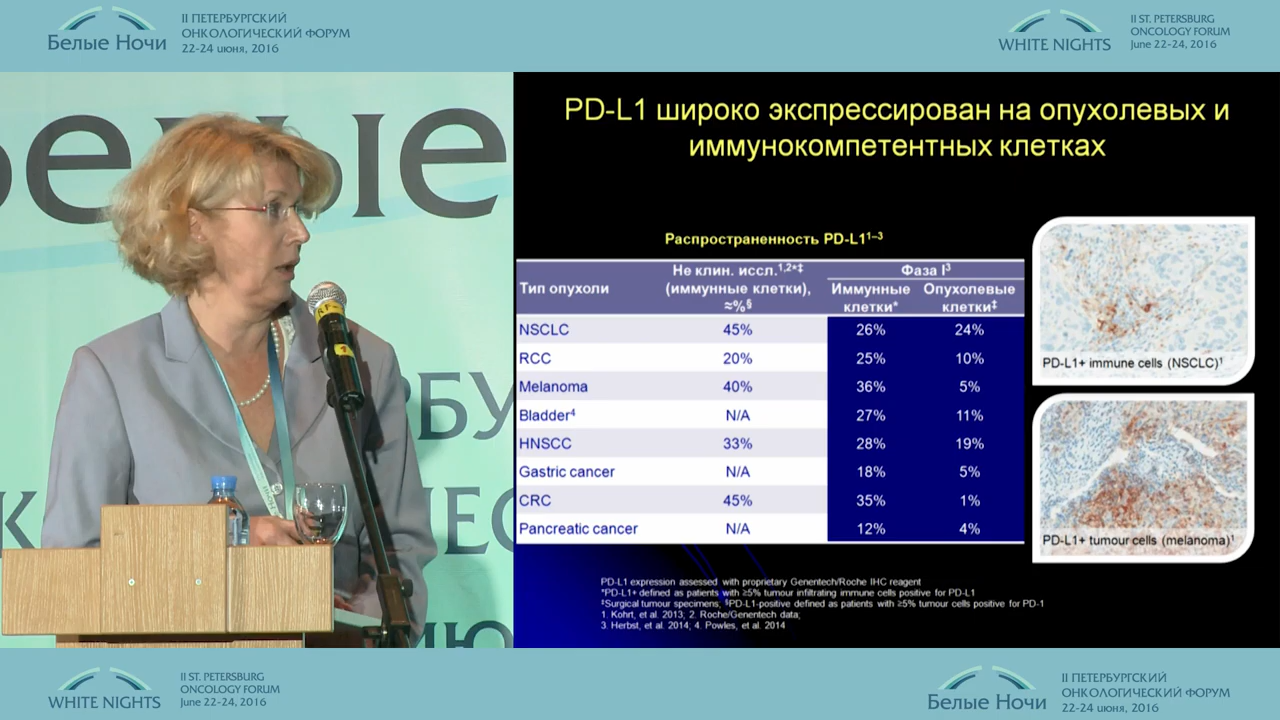 II ПЕТЕРБУРГСКИЙ
ОНКОЛОГИЧЕСКИЙ ФОРУМ
Белые Ночи
22-24 июня, 2016
II ST. PETERSBURG
ONCOLOGY FORUM
WHITE NIGHTS
June 22-24, 2016
PD-L1 широко экспрессирован на опухолевых и
иммунокомпетентных клетках
Распространенность PD-L1¹⁻³
Тип опухоли
Не клин. иссл.¹,²*‡
(иммунные клетки),
≈%§
Фаза I³
Иммунные
клетки*
Опухолевые
клетки‡
NSCLC 45% 26% 24%
RCC 20% 25% 10%
Melanoma 40% 36% 5%
Bladder⁴ N/A 27% 11%
HNSCC 33% 28% 19%
Gastric cancer N/A 18% 5%
CRC 45% 35% 1%
Pancreatic cancer N/A 12% 4%
PD-L1+ immune cells (NSCLC)¹
PD-L1+ tumour cells (melanoma)¹
PD-L1 expression assessed with proprietary Genentech/Roche IHC reagent
*PD-L1+ defined as patients with ≥5% tumour infiltrating immune cells positive for PD-L1
‡Surgical tumour specimens; §PD-L1-positive defined as patients with ≥5% tumour cells positive for PD-1
1. Kohrt, et al. 2013; 2. Roche/Genentech data;
3. Herbst, et al. 2014; 4. Powles, et al. 2014
II ST. PETERSBURG
ONCOLOGY FORUM
WHITE NIGHTS
June 22-24, 2016
II ПЕТЕРБУРГСКИЙ
ОНКОЛОГИЧЕСКИЙ ФОРУМ
Белые Ночи
22-24 июня, 2016